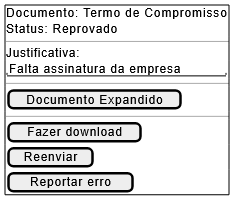 Documento: Termo de Compromisso
Status: Reprovado
Justificativa:
Falta assinatura da empresa
Documento Expandido
Fazer download
Reenviar
Reportar erro